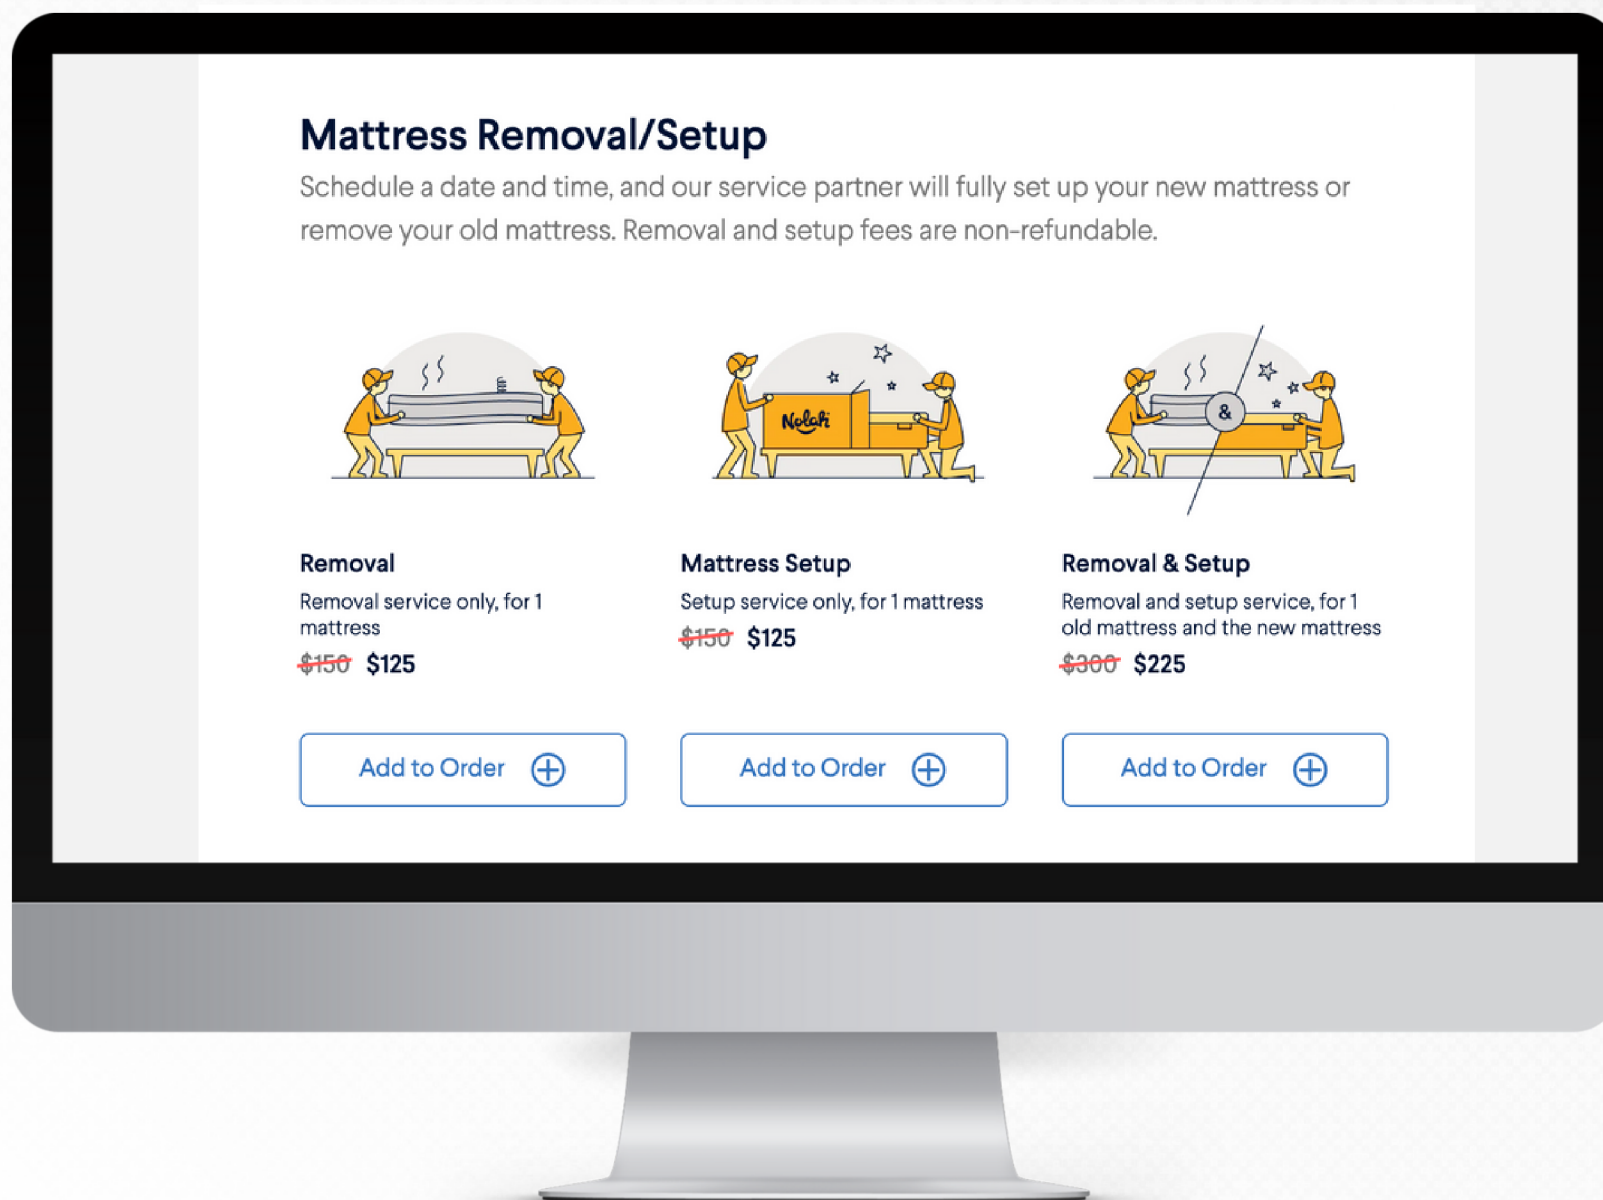 Mattress Removal/Setup
Schedule a date and time, and our service partner will fully set up your new mattress or
remove your old mattress. Removal and setup fees are non-refundable.
Nolah
&
Removal
Removal service only, for 1
mattress
$150 $125
Add to Order
Mattress Setup
Setup service only, for 1 mattress
$150 $125
Add to Order
Removal & Setup
Removal and setup service, for 1
old mattress and the new mattress
$300 $225
Add to Order